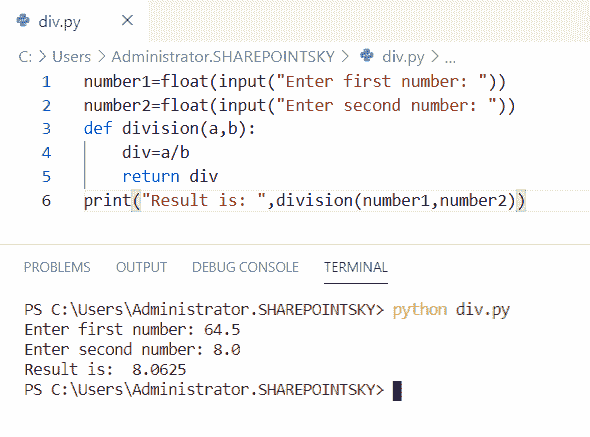 div.py
C: > Users > Administrator.SHAREPOINTSKY > div.py > ...
1 number1=float(input("Enter first number: "))
2 number2=float(input("Enter second number: "))
3 def division(a,b):
4     div=a/b
5     return div
6 print("Result is: ",division(number1,number2))
PROBLEMS OUTPUT DEBUG CONSOLE TERMINAL
PS C:\Users\Administrator.SHAREPOINTSKY> python div.py
Enter first number: 64.5
Enter second number: 8.0
Result is:  8.0625
PS C:\Users\Administrator.SHAREPOINTSKY>